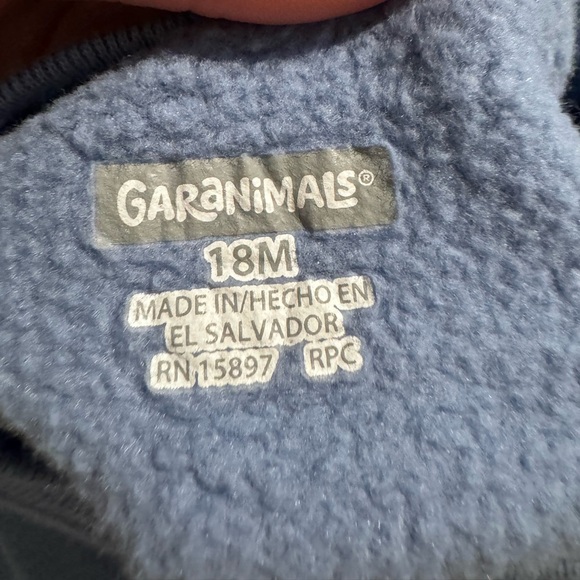 GARANiMALS®
18M
MADE IN/HECHO EN
EL SALVADOR
RN 15897 RPC